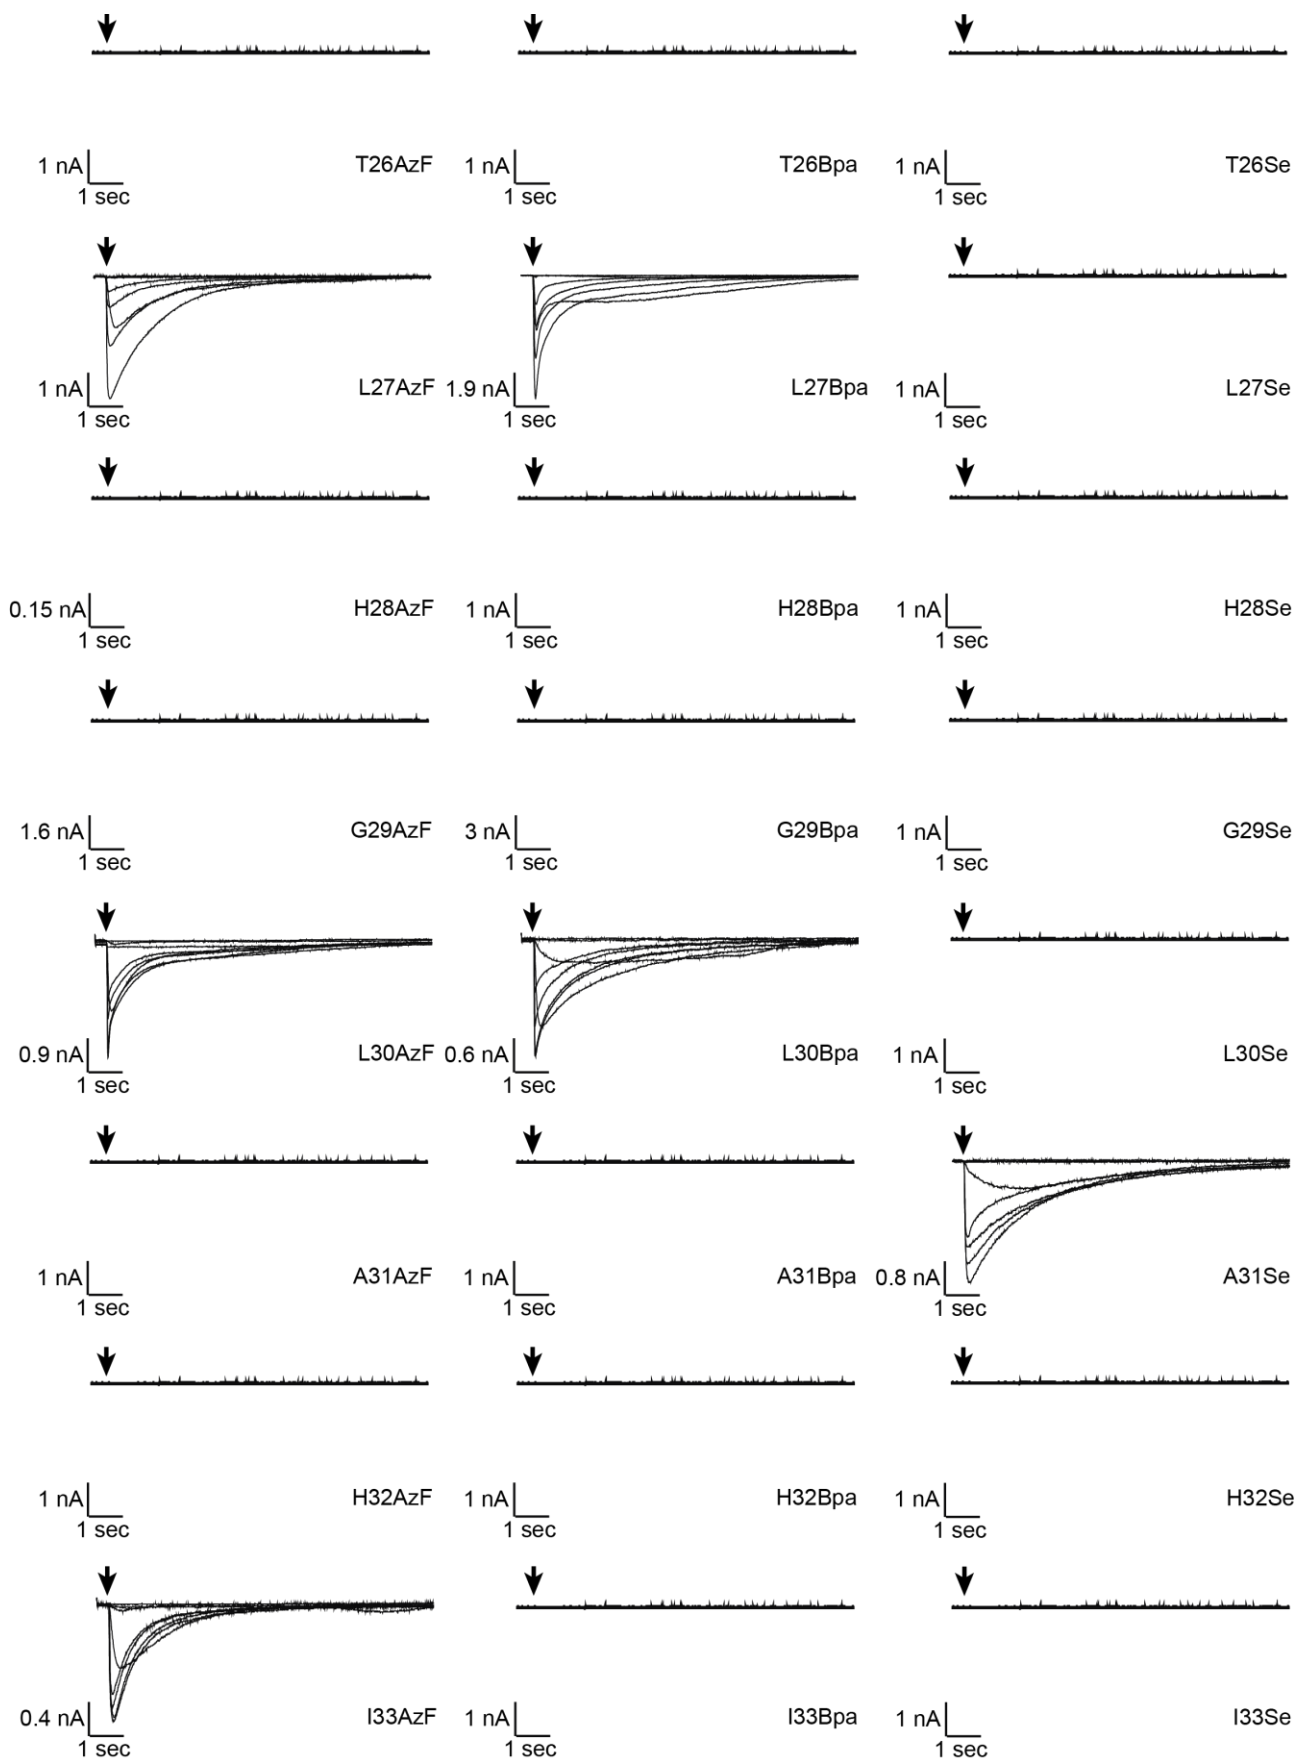 1 nA T26AzF 1 nA T26Bpa 1 nA T26Se
1 sec 1 sec 1 sec
1 nA L27AzF 1.9 nA L27Bpa 1 nA L27Se
1 sec 1 sec 1 sec
0.15 nA H28AzF 1 nA H28Bpa 1 nA H28Se
1 sec 1 sec 1 sec
1.6 nA G29AzF 3 nA G29Bpa 1 nA G29Se
1 sec 1 sec 1 sec
0.9 nA L30AzF 0.6 nA L30Bpa 1 nA L30Se
1 sec 1 sec 1 sec
1 nA A31AzF 1 nA A31Bpa 0.8 nA A31Se
1 sec 1 sec 1 sec
1 nA H32AzF 1 nA H32Bpa 1 nA H32Se
1 sec 1 sec 1 sec
0.4 nA I33AzF 1 nA I33Bpa 1 nA I33Se
1 sec 1 sec 1 sec